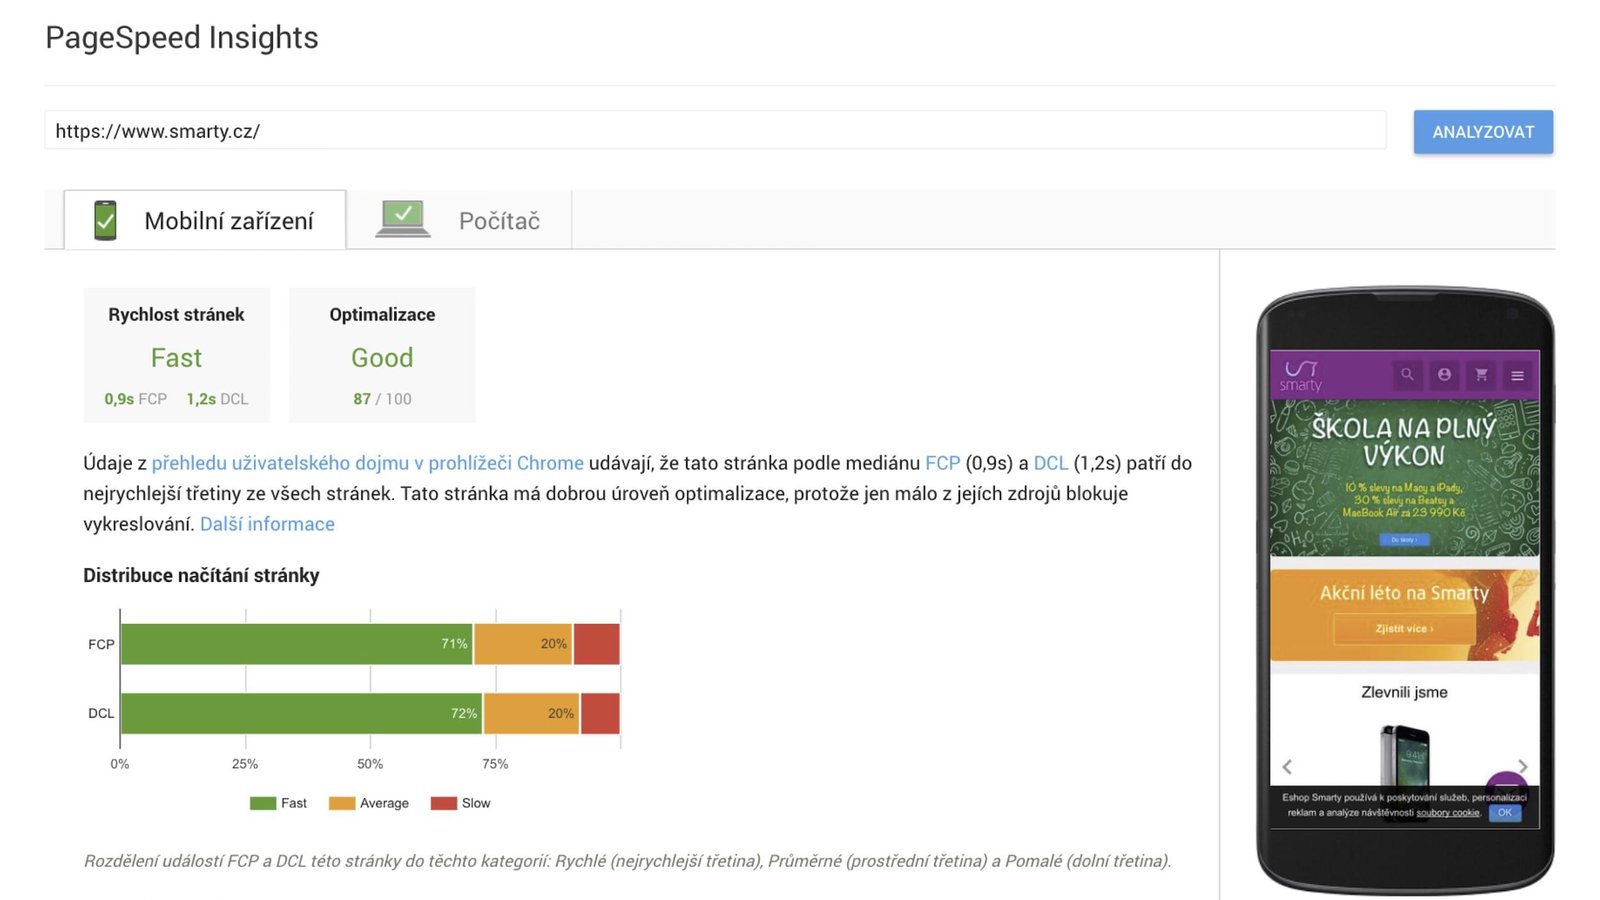 PageSpeed Insights
https://www.smarty.cz/
ANALYZOVAT
Mobilní zařízení
Počítač
Rychlost stránek
Fast
0,9s FCP 1,2s DCL
Optimalizace
Good
87 / 100
Údaje z přehledu uživatelského dojmu v prohlížeči Chrome udávají, že tato stránka podle mediánu FCP (0,9s) a DCL (1,2s) patří do
nejrychlejší třetiny ze všech stránek. Tato stránka má dobrou úroveň optimalizace, protože jen málo z jejích zdrojů blokuje
vykreslování. Další informace
Distribuce načítání stránky
FCP 71% 20%
DCL 72% 20%
0% 25% 50% 75%
Fast Average Slow
Rozdělení událostí FCP a DCL této stránky do těchto kategorií: Rychlé (nejrychlejší třetina), Průměrné (prostřední třetina) a Pomalé (dolní třetina).
smarty
ŠKOLA NA PLNÝ
VÝKON
10 % slevy na Macy a iPady,
30 % slevy na Beatsy a
MacBook Air za 23 990 Kč
Do školy ›
Akční léto na Smarty
Zjistit více ›
Zlevnili jsme
9:41
Eshop Smarty používá k poskytování služeb, personalizaci
reklam a analýze návštěvnosti soubory cookie. OK